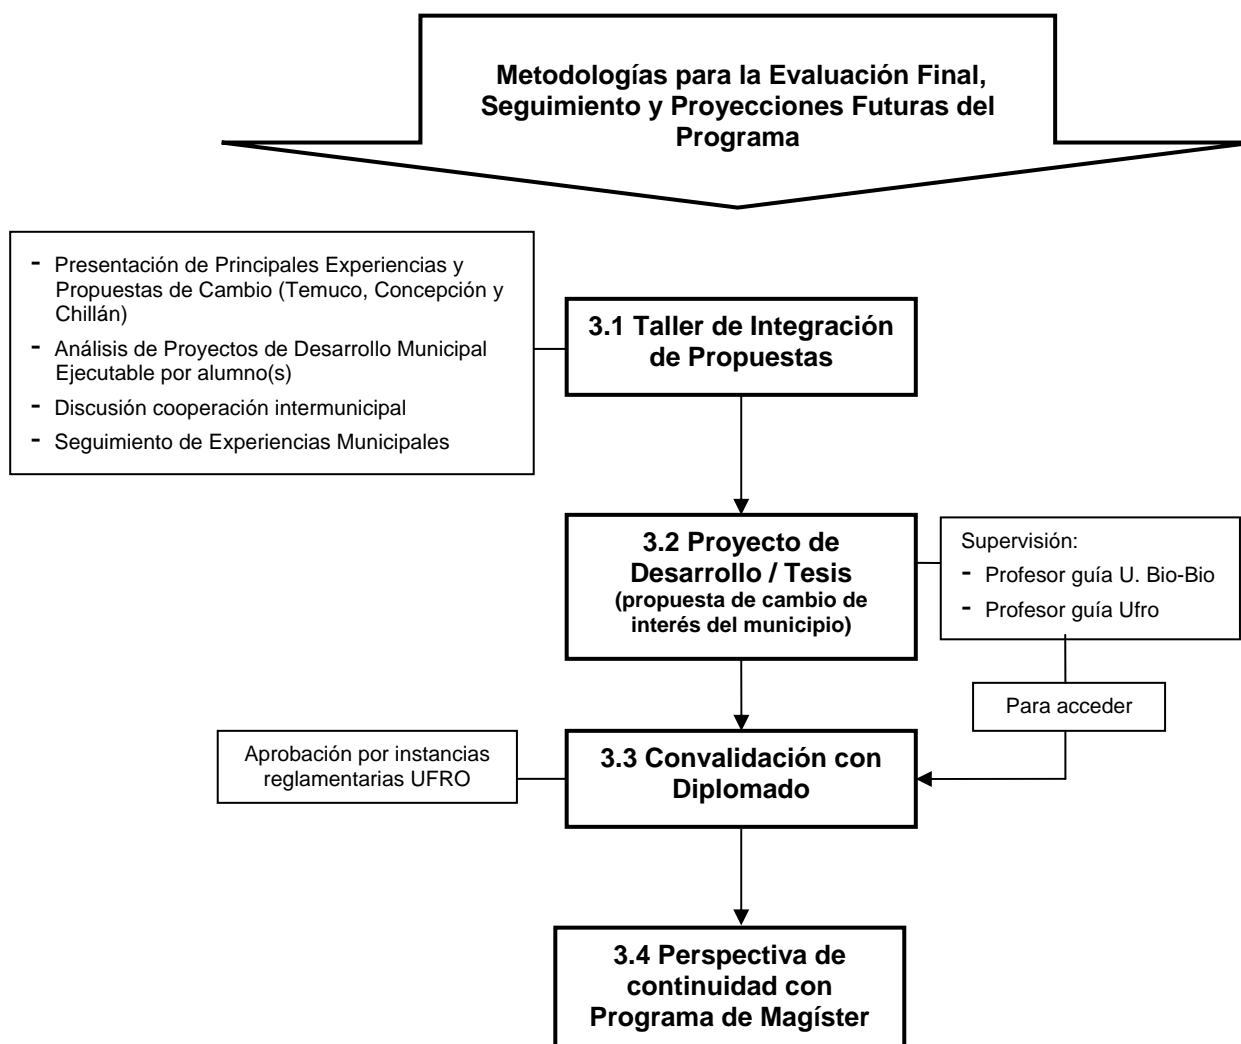 Metodologías para la Evaluación Final,
Seguimiento y Proyecciones Futuras del
Programa
- Presentación de Principales Experiencias y
Propuestas de Cambio (Temuco, Concepción y
Chillán)
- Análisis de Proyectos de Desarrollo Municipal
Ejecutable por alumno(s)
- Discusión cooperación intermunicipal
- Seguimiento de Experiencias Municipales
3.1 Taller de Integración
de Propuestas
3.2 Proyecto de
Desarrollo / Tesis
(propuesta de cambio de
interés del municipio)
Supervisión:
- Profesor guía U. Bio-Bio
- Profesor guía Ufro
Para acceder
Aprobación por instancias
reglamentarias UFRO
3.3 Convalidación con
Diplomado
3.4 Perspectiva de
continuidad con
Programa de Magíster